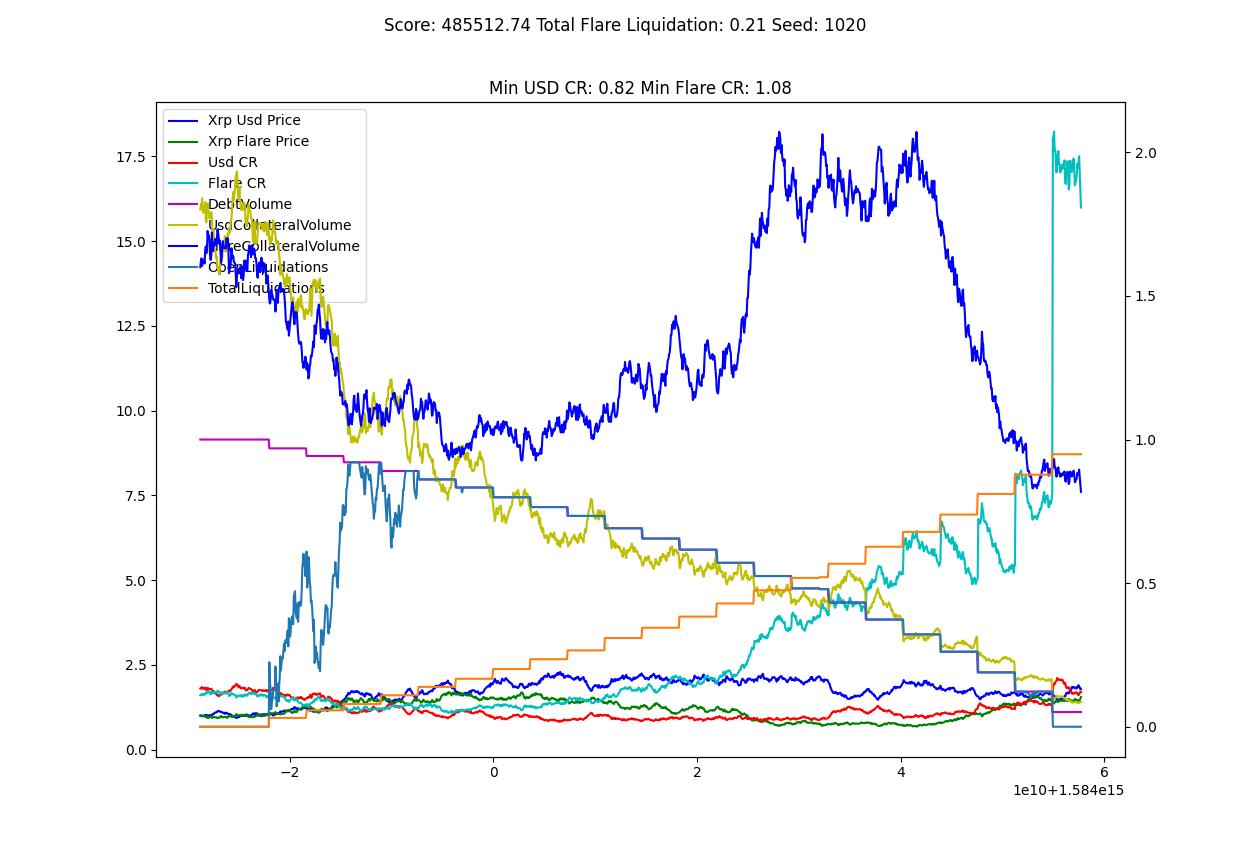 Score: 485512.74 Total Flare Liquidation: 0.21 Seed: 1020
Min USD CR: 0.82 Min Flare CR: 1.08
Xrp Usd Price
Xrp Flare Price
Usd CR
Flare CR
DebtVolume
UsdCollateralVolume
FlareCollateralVolume
OpenLiquidations
TotalLiquidations
17.5
15.0
12.5
10.0
7.5
5.0
2.5
0.0
2.0
1.5
1.0
0.5
0.0
−2
0
2
4
6
1e10+1.584e15